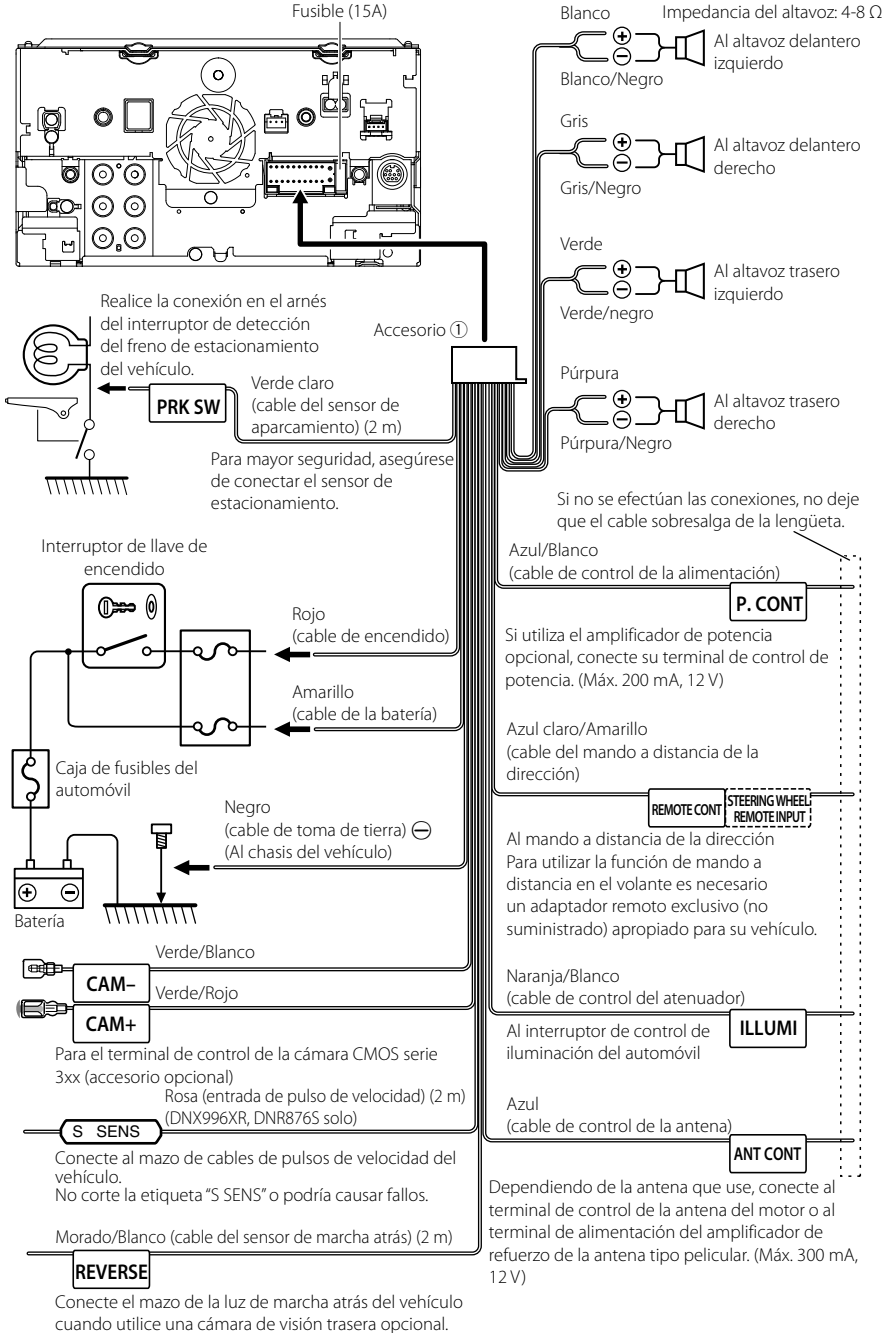 Fusible (15A)
Blanco
Impedancia del altavoz: 4-8 Ω
Al altavoz delantero
izquierdo
Blanco/Negro
Gris
Al altavoz delantero
derecho
Gris/Negro
Verde
Al altavoz trasero
izquierdo
Verde/negro
Púrpura
Al altavoz trasero
derecho
Púrpura/Negro
Realice la conexión en el arnés
del interruptor de detección
del freno de estacionamiento
del vehículo.
Accesorio ①
PRK SW
Verde claro
(cable del sensor de
aparcamiento) (2 m)
Para mayor seguridad, asegúrese
de conectar el sensor de
estacionamiento.
Si no se efectúan las conexiones, no deje
que el cable sobresalga de la lengüeta.
Interruptor de llave de
encendido
Rojo
(cable de encendido)
Amarillo
(cable de la batería)
Caja de fusibles del
automóvil
Negro
(cable de toma de tierra) ⊖
(Al chasis del vehículo)
Batería
Azul/Blanco
(cable de control de la alimentación)
P. CONT
Si utiliza el amplificador de potencia
opcional, conecte su terminal de control de
potencia. (Máx. 200 mA, 12 V)
Azul claro/Amarillo
(cable del mando a distancia de la
dirección)
REMOTE CONT
STEERING WHEEL
REMOTE INPUT
Al mando a distancia de la dirección
Para utilizar la función de mando a
distancia en el volante es necesario
un adaptador remoto exclusivo (no
suministrado) apropiado para su vehículo.
Verde/Blanco
CAM–
Verde/Rojo
CAM+
Para el terminal de control de la cámara CMOS serie
3xx (accesorio opcional)
Naranja/Blanco
(cable de control del atenuador)
ILLUMI
Al interruptor de control de
iluminación del automóvil
Rosa (entrada de pulso de velocidad) (2 m)
(DNX996XR, DNR876S solo)
S SENS
Conecte al mazo de cables de pulsos de velocidad del
vehículo.
No corte la etiqueta “S SENS” o podría causar fallos.
Azul
(cable de control de la antena)
ANT CONT
Dependiendo de la antena que use, conecte al
terminal de control de la antena del motor o al
terminal de alimentación del amplificador de
refuerzo de la antena tipo pelicular. (Máx. 300 mA,
12 V)
Morado/Blanco (cable del sensor de marcha atrás) (2 m)
REVERSE
Conecte el mazo de la luz de marcha atrás del vehículo
cuando utilice una cámara de visión trasera opcional.